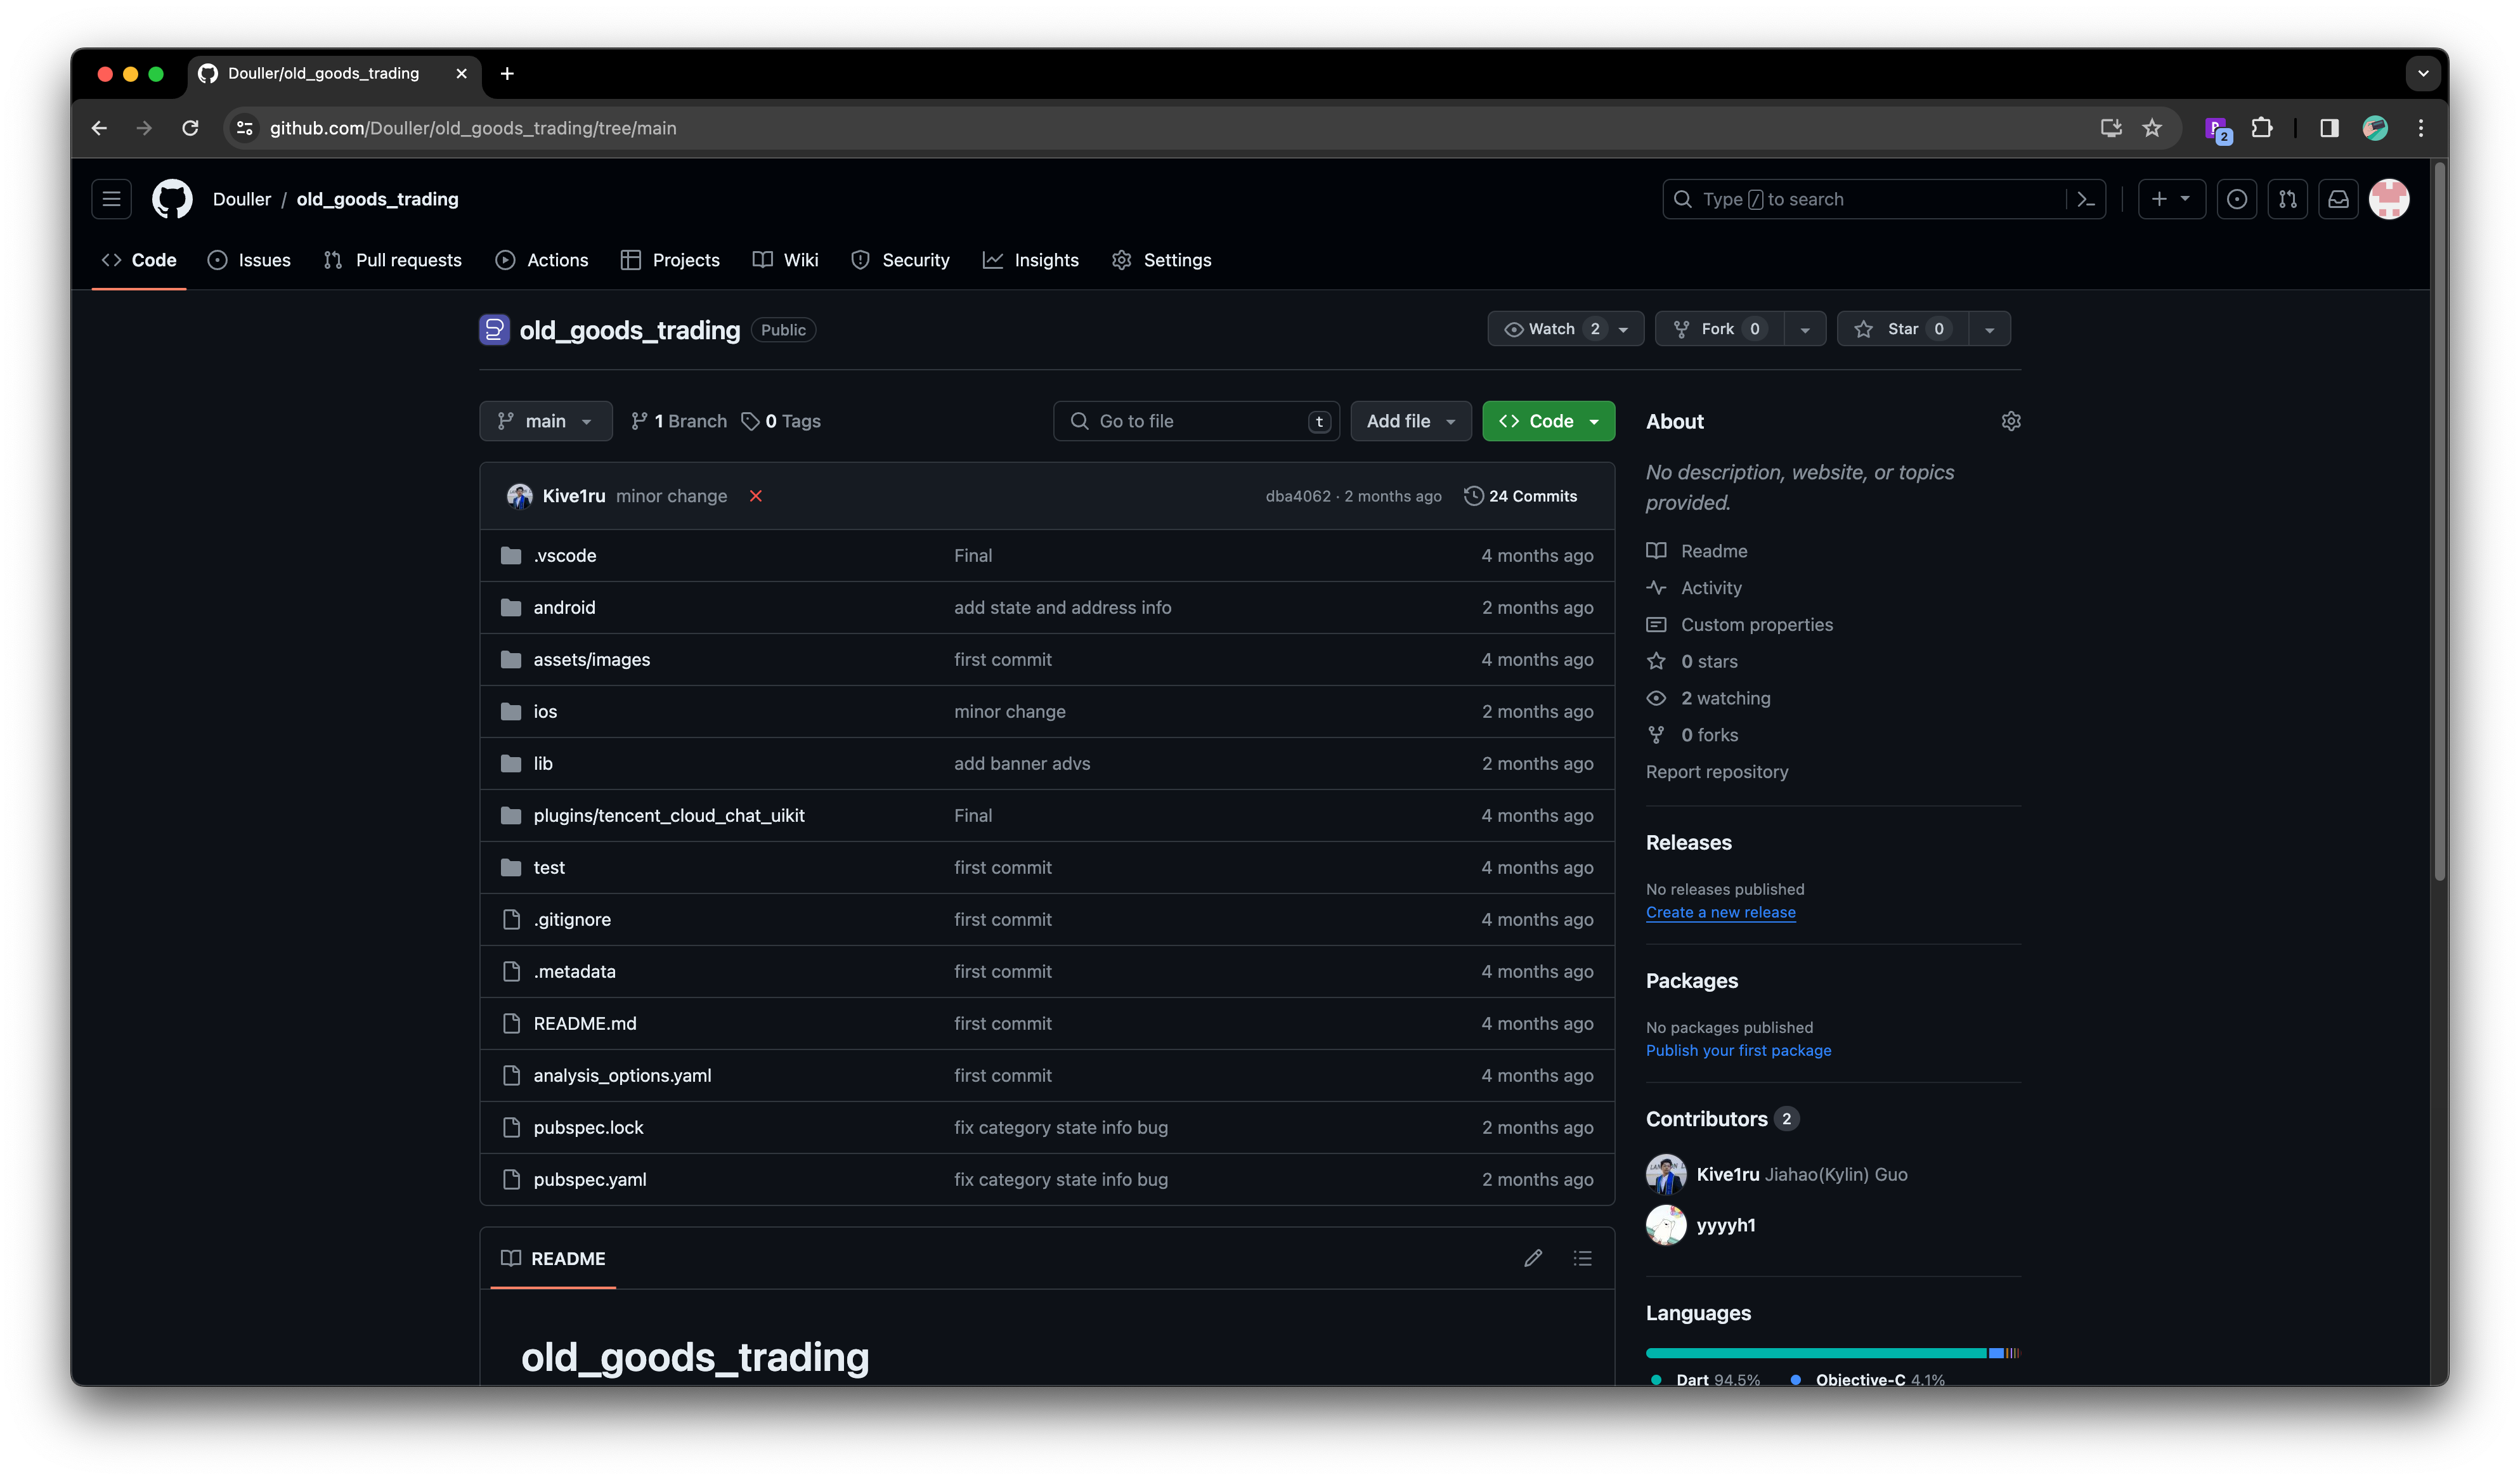 Douller/old_goods_trading
github.com/Douller/old_goods_trading/tree/main
2
Douller / old_goods_trading
Type / to search
Code Issues Pull requests Actions Projects Wiki Security Insights Settings
old_goods_trading Public
Watch 2 Fork 0 Star 0
main 1 Branch 0 Tags Go to file t Add file Code
Kive1ru minor change dba4062 · 2 months ago 24 Commits
.vscode Final 4 months ago
android add state and address info 2 months ago
assets/images first commit 4 months ago
ios minor change 2 months ago
lib add banner advs 2 months ago
plugins/tencent_cloud_chat_uikit Final 4 months ago
test first commit 4 months ago
.gitignore first commit 4 months ago
.metadata first commit 4 months ago
README.md first commit 4 months ago
analysis_options.yaml first commit 4 months ago
pubspec.lock fix category state info bug 2 months ago
pubspec.yaml fix category state info bug 2 months ago
README
old_goods_trading
About
No description, website, or topics
provided.
Readme
Activity
Custom properties
0 stars
2 watching
0 forks
Report repository
Releases
No releases published
Create a new release
Packages
No packages published
Publish your first package
Contributors 2
Kive1ru Jiahao(Kylin) Guo
yyyyh1
Languages
Dart 94.5% Objective-C 4.1%